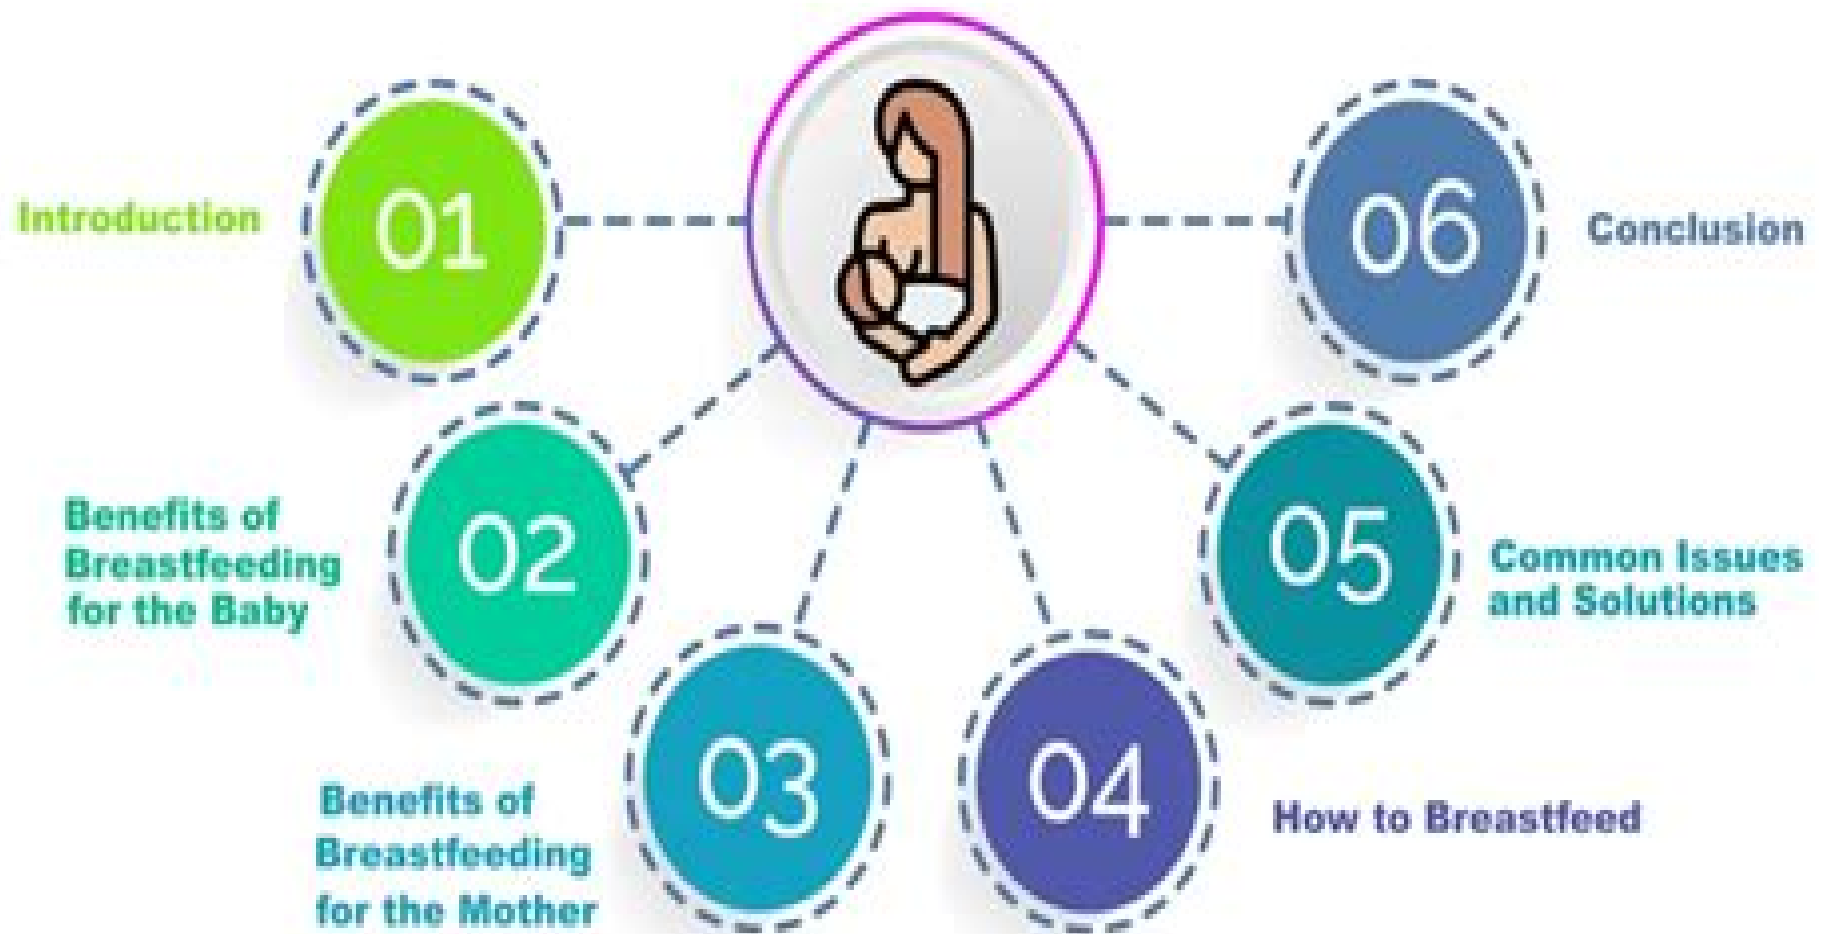 01
Introduction
02
Benefits of
Breastfeeding
for the Baby
03
Benefits of
Breastfeeding
for the Mother
04
How to Breastfeed
05
Common Issues
and Solutions
06
Conclusion